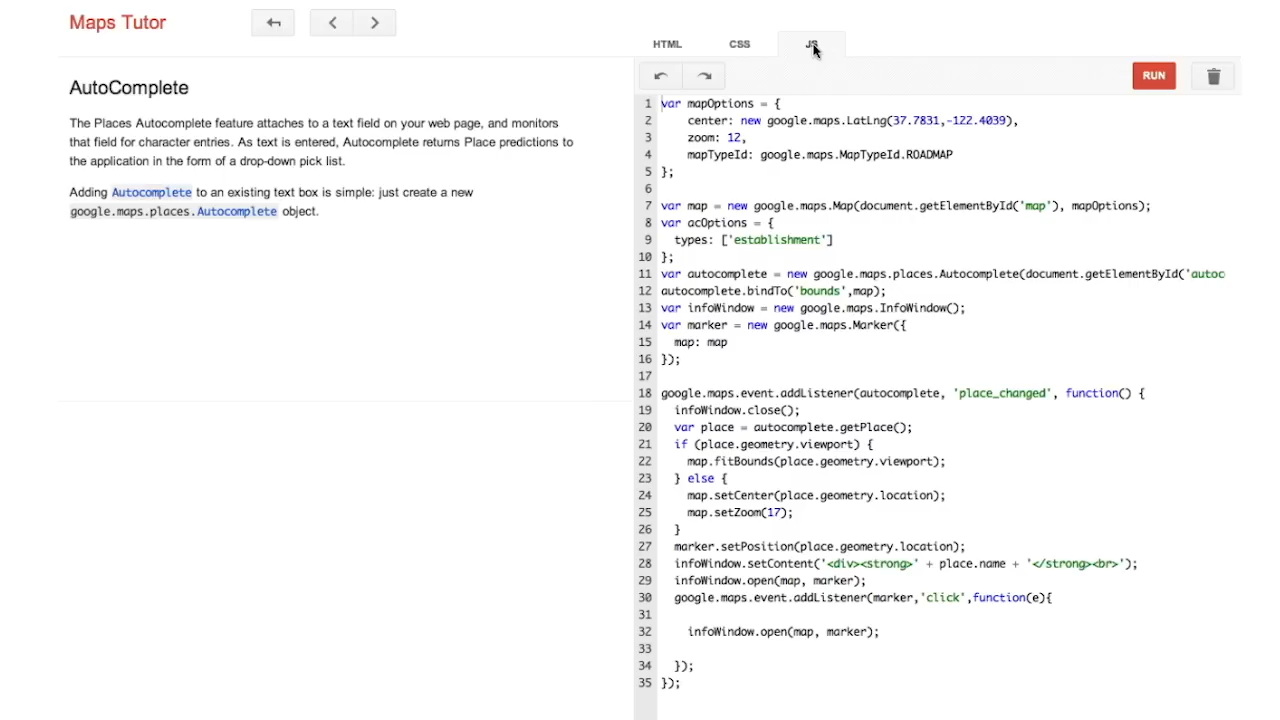 Maps Tutor
HTML CSS JS
AutoComplete
The Places Autocomplete feature attaches to a text field on your web page, and monitors
that field for character entries. As text is entered, Autocomplete returns Place predictions to
the application in the form of a drop-down pick list.
Adding Autocomplete to an existing text box is simple: just create a new
google.maps.places.Autocomplete object.
RUN
1 var mapOptions = {
2     center: new google.maps.LatLng(37.7831,-122.4039),
3     zoom: 12,
4     mapTypeId: google.maps.MapTypeId.ROADMAP
5 };
6
7 var map = new google.maps.Map(document.getElementById('map'), mapOptions);
8 var acOptions = {
9   types: ['establishment']
10 };
11 var autocomplete = new google.maps.places.Autocomplete(document.getElementById('autoc
12 autocomplete.bindTo('bounds',map);
13 var infoWindow = new google.maps.InfoWindow();
14 var marker = new google.maps.Marker({
15   map: map
16 });
17
18 google.maps.event.addListener(autocomplete, 'place_changed', function() {
19   infoWindow.close();
20   var place = autocomplete.getPlace();
21   if (place.geometry.viewport) {
22     map.fitBounds(place.geometry.viewport);
23   } else {
24     map.setCenter(place.geometry.location);
25     map.setZoom(17);
26   }
27   marker.setPosition(place.geometry.location);
28   infoWindow.setContent('<div><strong>' + place.name + '</strong><br>');
29   infoWindow.open(map, marker);
30   google.maps.event.addListener(marker,'click',function(e){
31
32     infoWindow.open(map, marker);
33
34   });
35 });